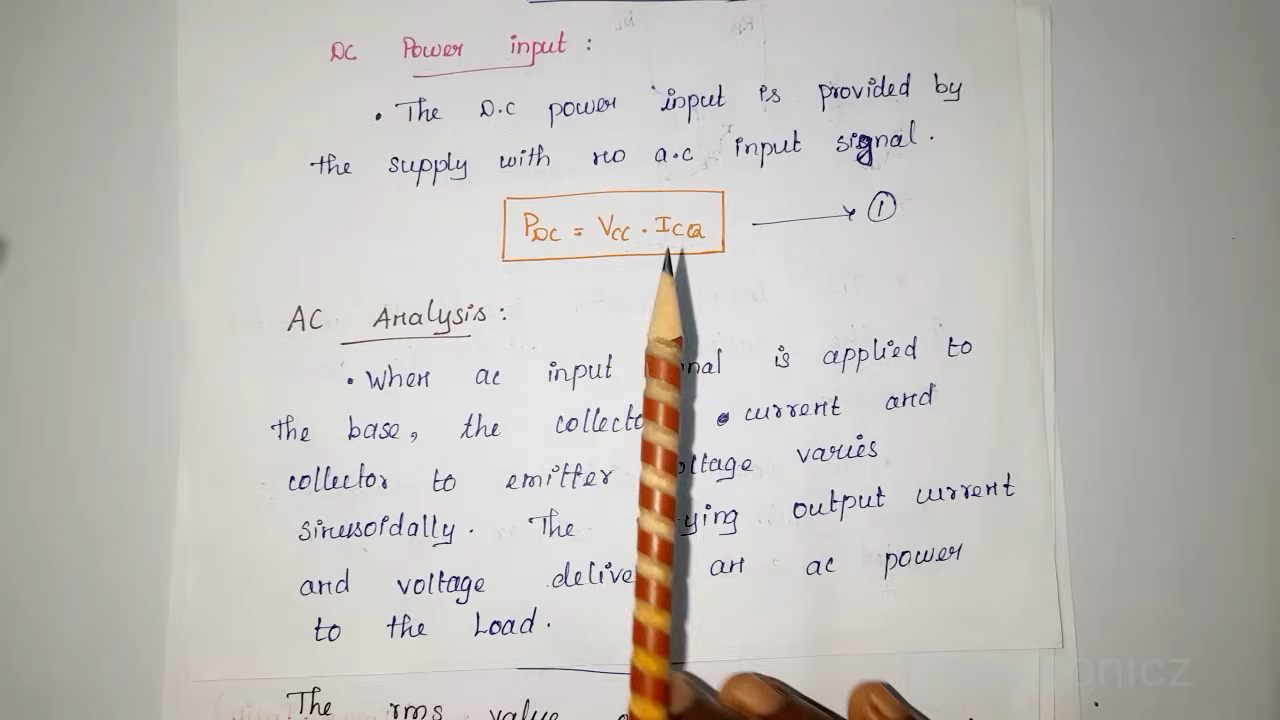 DC Power input :
• The D.C power input is provided by
the supply with no a.c input signal.
PDC = VCC . ICQ → ①
AC Analysis :
• When ac input is applied to
the base, the current and
collector to emitter varies
sinusoidally. The output current
and voltage an ac power
to the Load.
The rms value